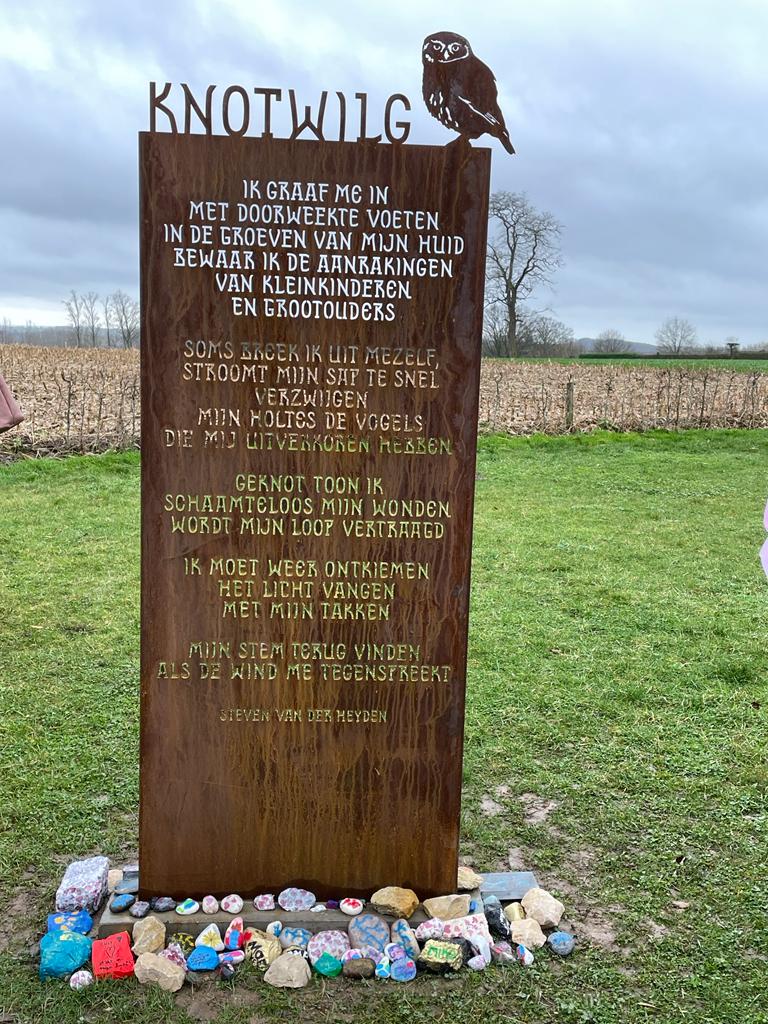 KNOTWILG
IK GRAAF ME IN
MET DOORWEEKTE VOETEN
IN DE GROEVEN VAN MIJN HUID
BEWAAR IK DE AANRAKINGEN
VAN KLEINKINDEREN
EN GROOTOUDERS
SOMS BREEK IK UIT MEZELF,
STROOMT MIJN SAP TE SNEL
VERZWIJGEN
MIJN HOLTES DE VOGELS
DIE MIJ UITVERKOREN HEBBEN
GEKNOT TOON IK
SCHAAMTELOOS MIJN WONDEN
WORDT MIJN LOOP VERTRAAGD
IK MOET WEER ONTKIEMEN
HET LICHT VANGEN
MET MIJN TAKKEN
MIJN STEM TERUG VINDEN
ALS DE WIND ME TEGENSPREEKT
STEVEN VAN DER HEYDEN